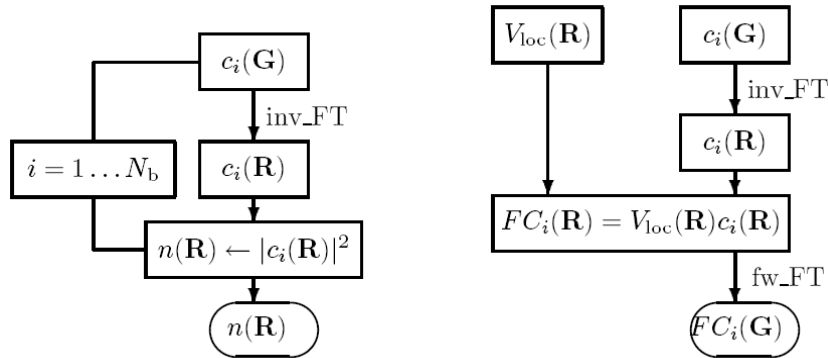 c_i(G)
inv_FT
i = 1 … N_b
c_i(R)
n(R) ← |c_i(R)|^2
n(R)
V_loc(R)
c_i(G)
inv_FT
c_i(R)
FC_i(R) = V_loc(R)c_i(R)
fw_FT
FC_i(G)